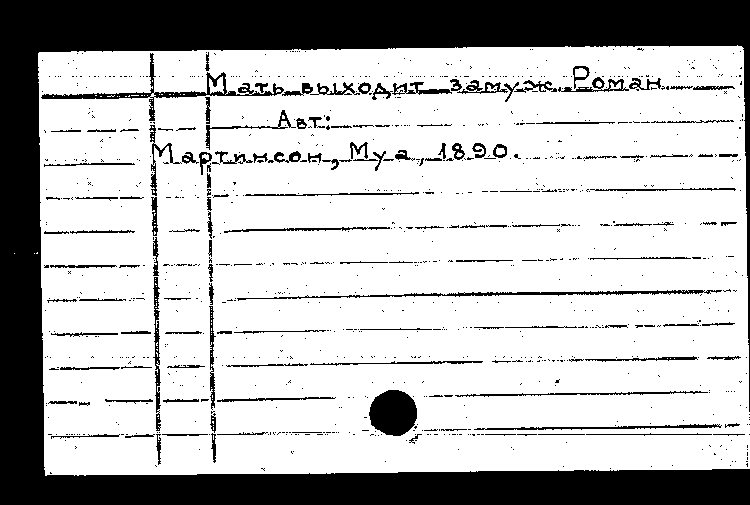 Мать выходит замуж. Роман
Авт:
Мартинсон, Муа, 1890.